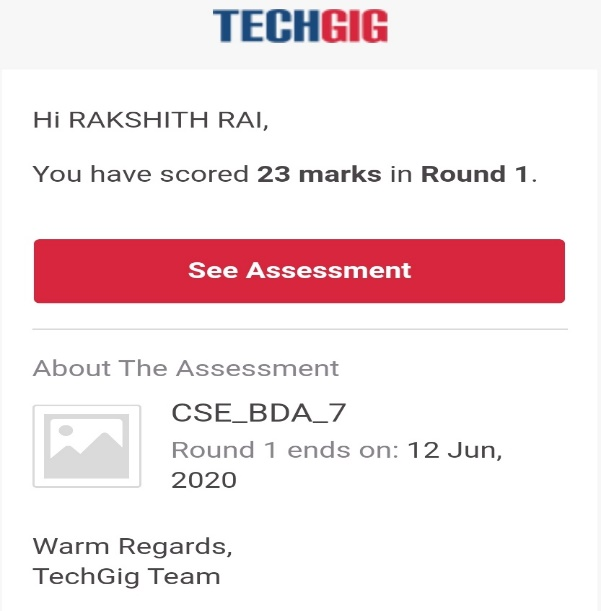 TECHGIG
Hi RAKSHITH RAI,
You have scored 23 marks in Round 1.
See Assessment
About The Assessment
CSE_BDA_7
Round 1 ends on: 12 Jun,
2020
Warm Regards,
TechGig Team